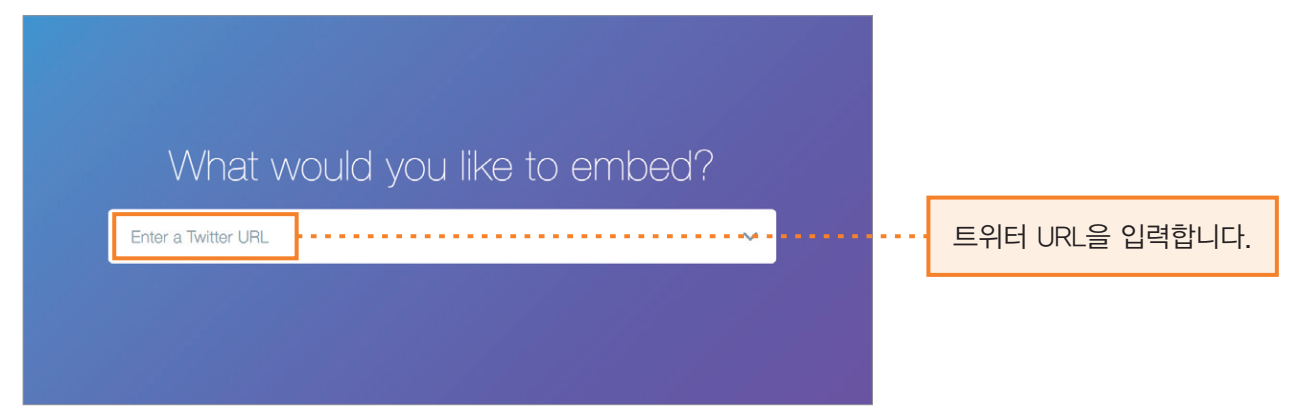 What would you like to embed?
Enter a Twitter URL
트위터 URL을 입력합니다.